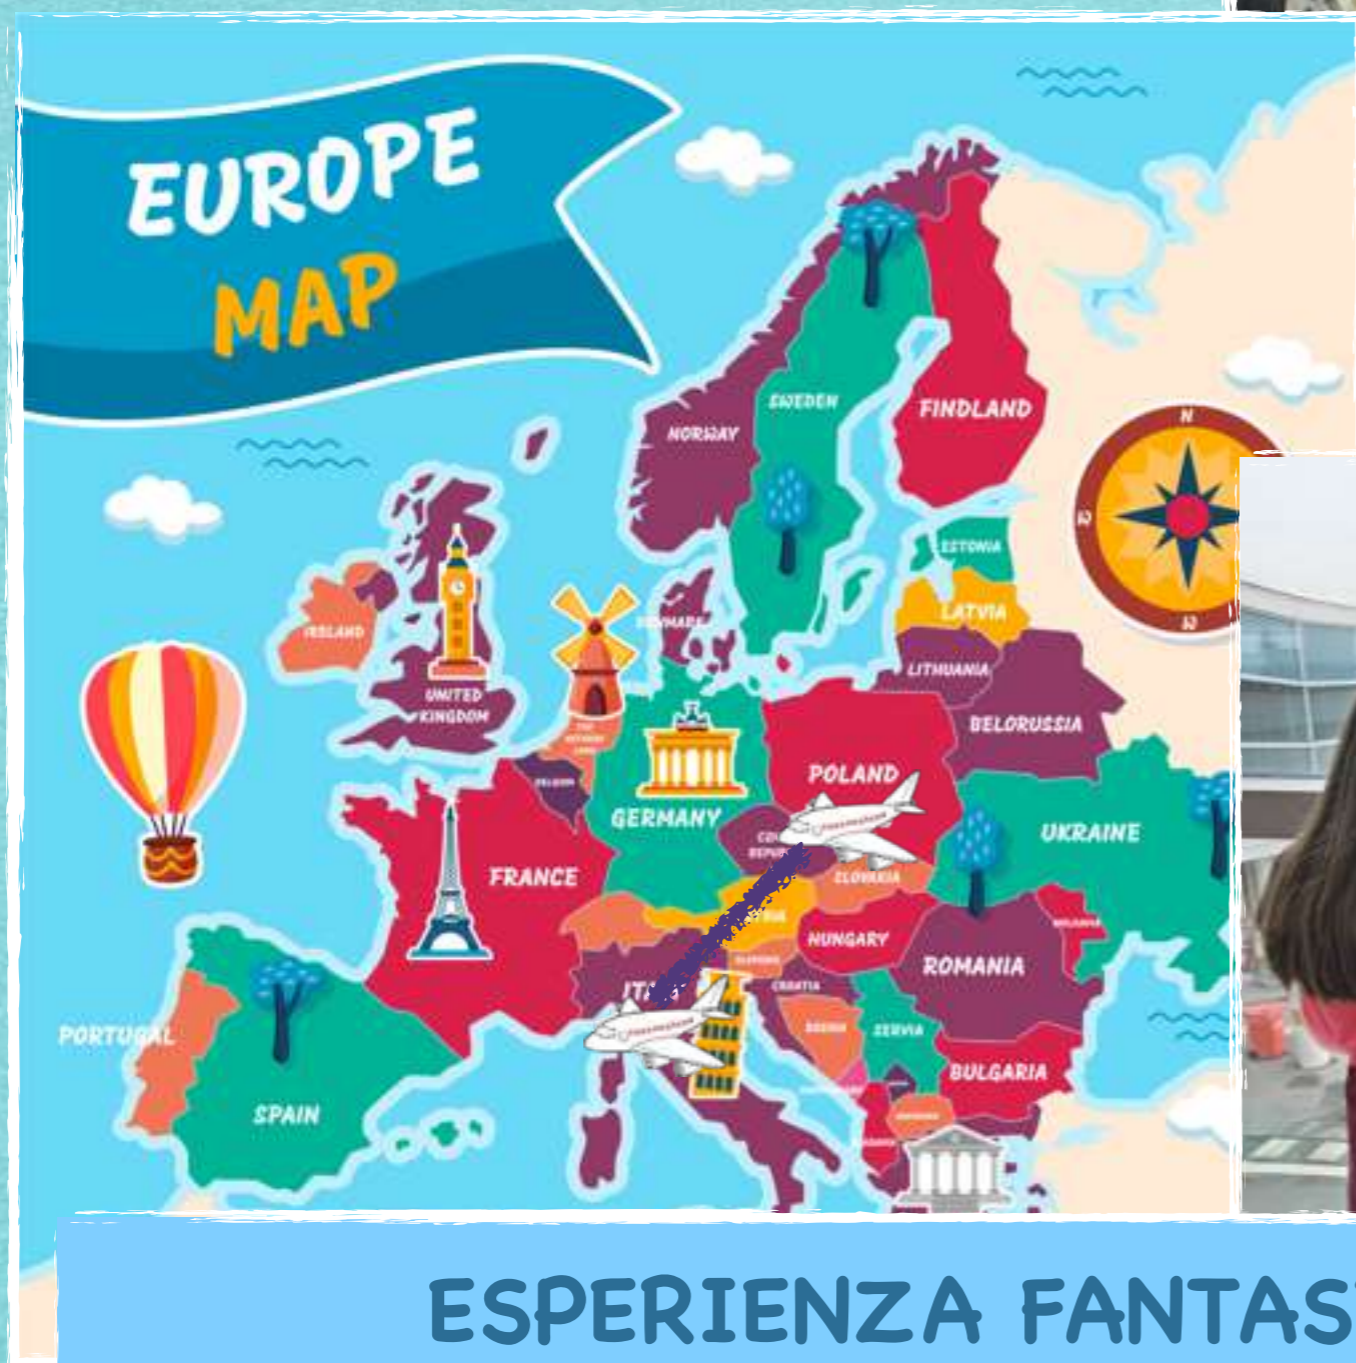 EUROPE
MAP
N
SWEDEN
FINDLAND
NORWAY
ESTONIA
LATVIA
IRELAND
LITHUANIA
UNITED
KINGDOM
BELORUSSIA
POLAND
GERMANY
UKRAINE
FRANCE
SLOVAKIA
HUNGARY
ROMANIA
CROATIA
PORTUGAL
SERVIA
BULGARIA
SPAIN
ESPERIENZA FANTAS